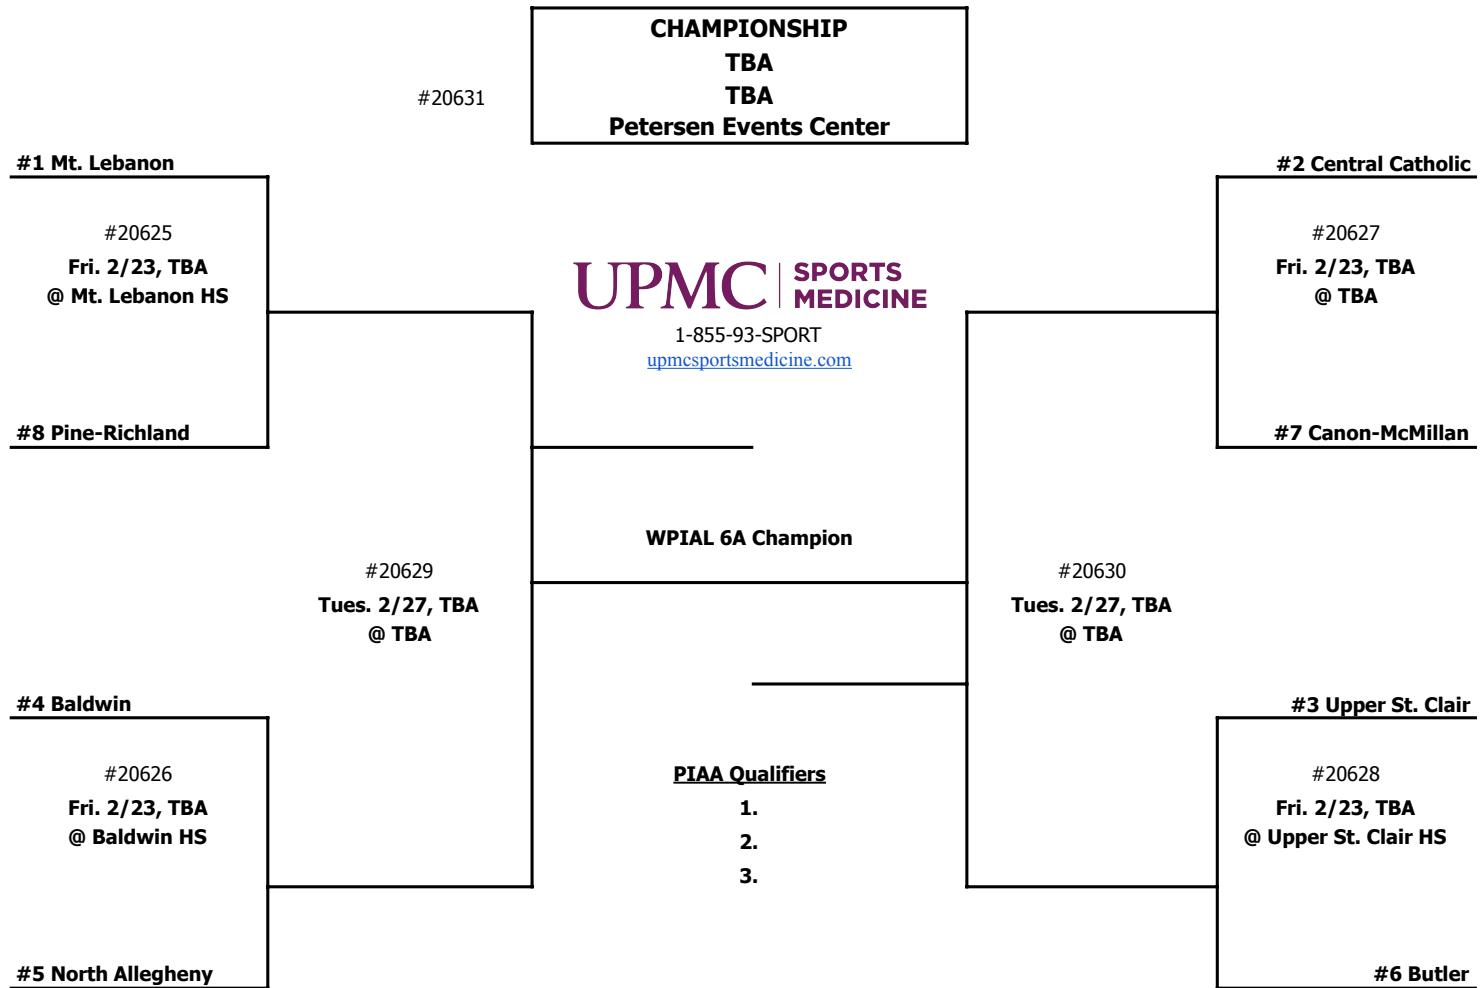 CHAMPIONSHIP
TBA
#20631
TBA
Petersen Events Center
#1 Mt. Lebanon
#2 Central Catholic
#20625
Fri. 2/23, TBA
@ Mt. Lebanon HS
#20627
Fri. 2/23, TBA
@ TBA
UPMC
SPORTS
MEDICINE
1-855-93-SPORT
upmcsportsmedicine.com
#8 Pine-Richland
#7 Canon-McMillan
WPIAL 6A Champion
#20629
Tues. 2/27, TBA
@ TBA
#20630
Tues. 2/27, TBA
@ TBA
#4 Baldwin
#3 Upper St. Clair
#20626
Fri. 2/23, TBA
@ Baldwin HS
PIAA Qualifiers
1.
2.
3.
#20628
Fri. 2/23, TBA
@ Upper St. Clair HS
#5 North Allegheny
#6 Butler